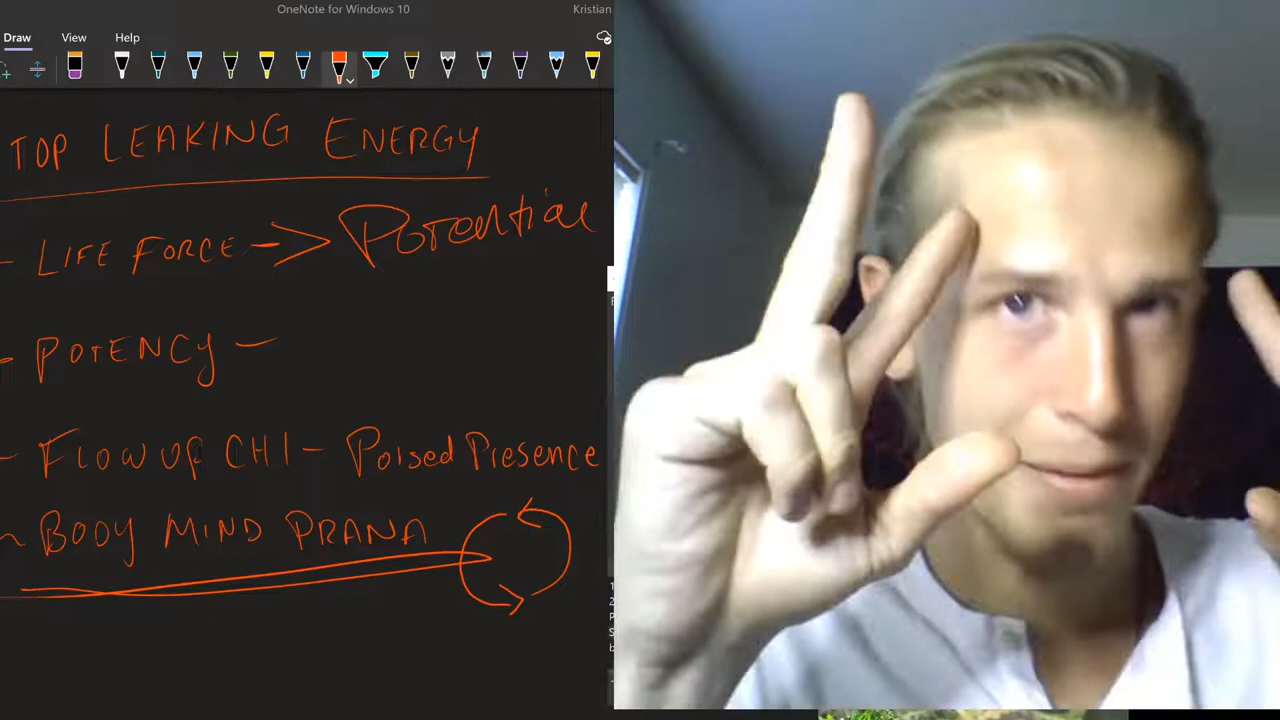 OneNote for Windows 10
Kristian
Draw View Help
TOP LEAKING ENERGY
- LIFE FORCE -> Potential
- POTENCY -
- FLOW OF CHI - Poised Presence
~ BODY MIND PRANA